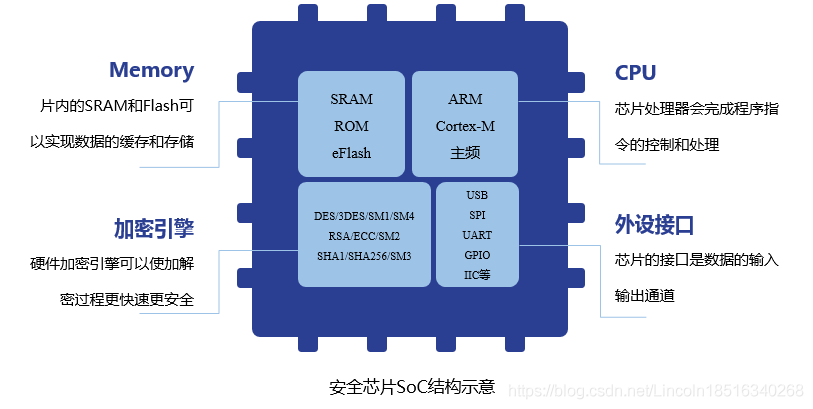 Memory
片内的SRAM和Flash可
以实现数据的缓存和存储
SRAM
ROM
eFlash
ARM
Cortex-M
主频
CPU
芯片处理器会完成程序指
令的控制和处理
加密引擎
硬件加密引擎可以使加解
密过程更快速更安全
DES/3DES/SM1/SM4
RSA/ECC/SM2
SHA1/SHA256/SM3
USB
SPI
UART
GPIO
IIC等
外设接口
芯片的接口是数据的输入
输出通道
安全芯片SoC结构示意
https://blog.csdn.net/Lincoln18516340268